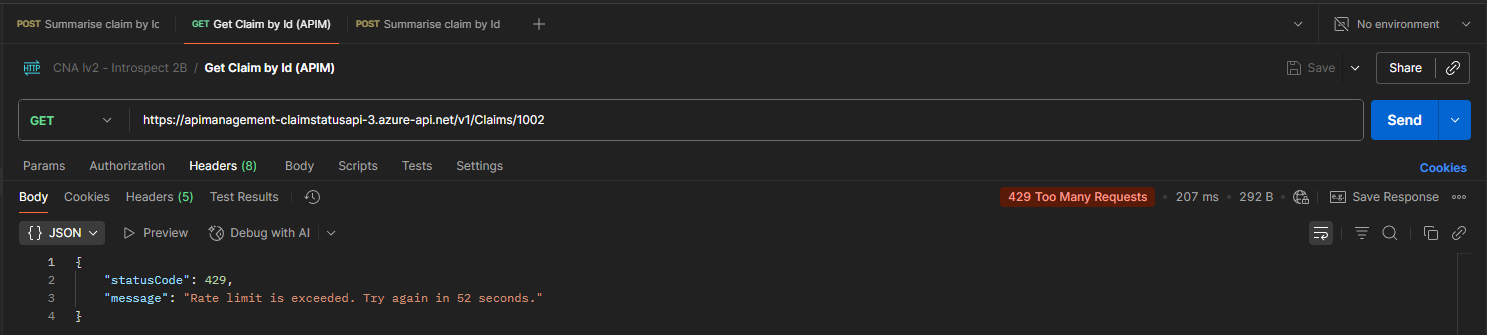 POST Summarise claim by Id GET Get Claim by Id (APIM) POST Summarise claim by Id No environment
HTTP CNA lv2 - Introspect 2B / Get Claim by Id (APIM) Save Share
GET https://apimanagement-claimstatusapi-3.azure-api.net/v1/Claims/1002 Send
Params Authorization Headers (8) Body Scripts Tests Settings Cookies
Body Cookies Headers (5) Test Results 429 Too Many Requests • 207 ms • 292 B • e.g. Save Response
{} JSON Preview Debug with AI
1 {
2 "statusCode": 429,
3 "message": "Rate limit is exceeded. Try again in 52 seconds."
4 }